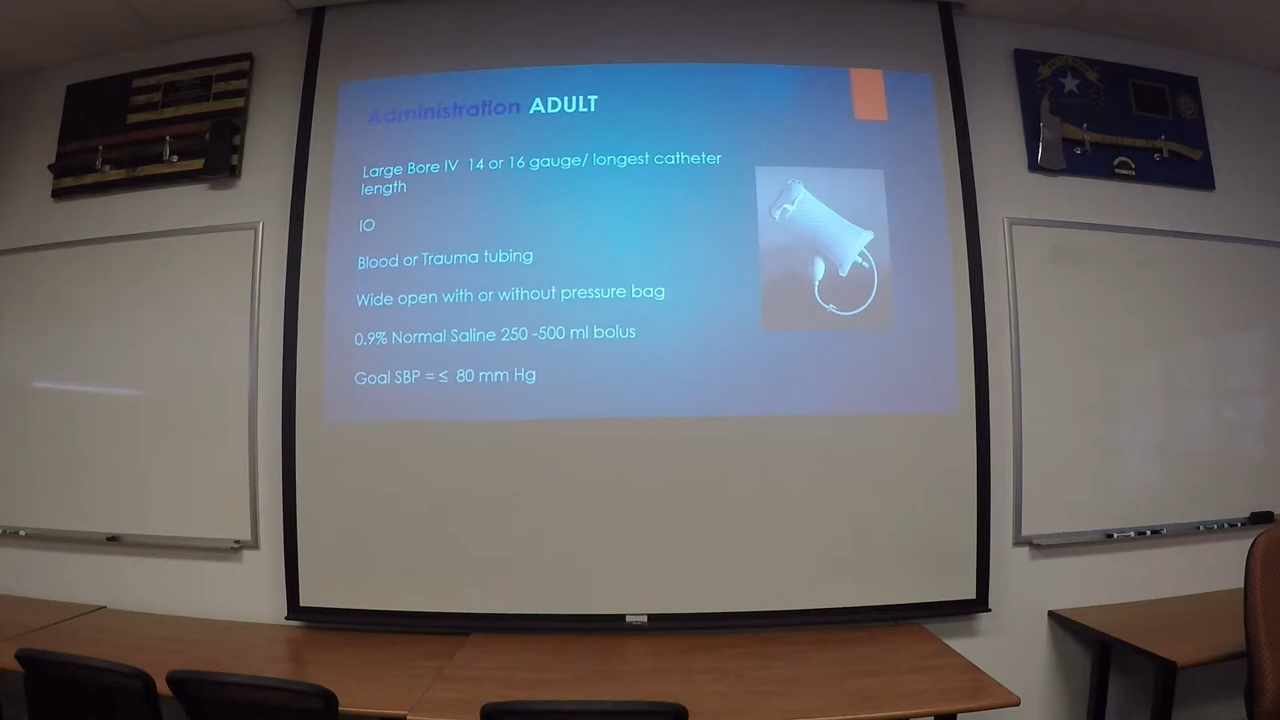 Administration ADULT
Large Bore IV 14 or 16 gauge/ longest catheter
length
IO
Blood or Trauma tubing
Wide open with or without pressure bag
0.9% Normal Saline 250 -500 ml bolus
Goal SBP = ≤ 80 mm Hg